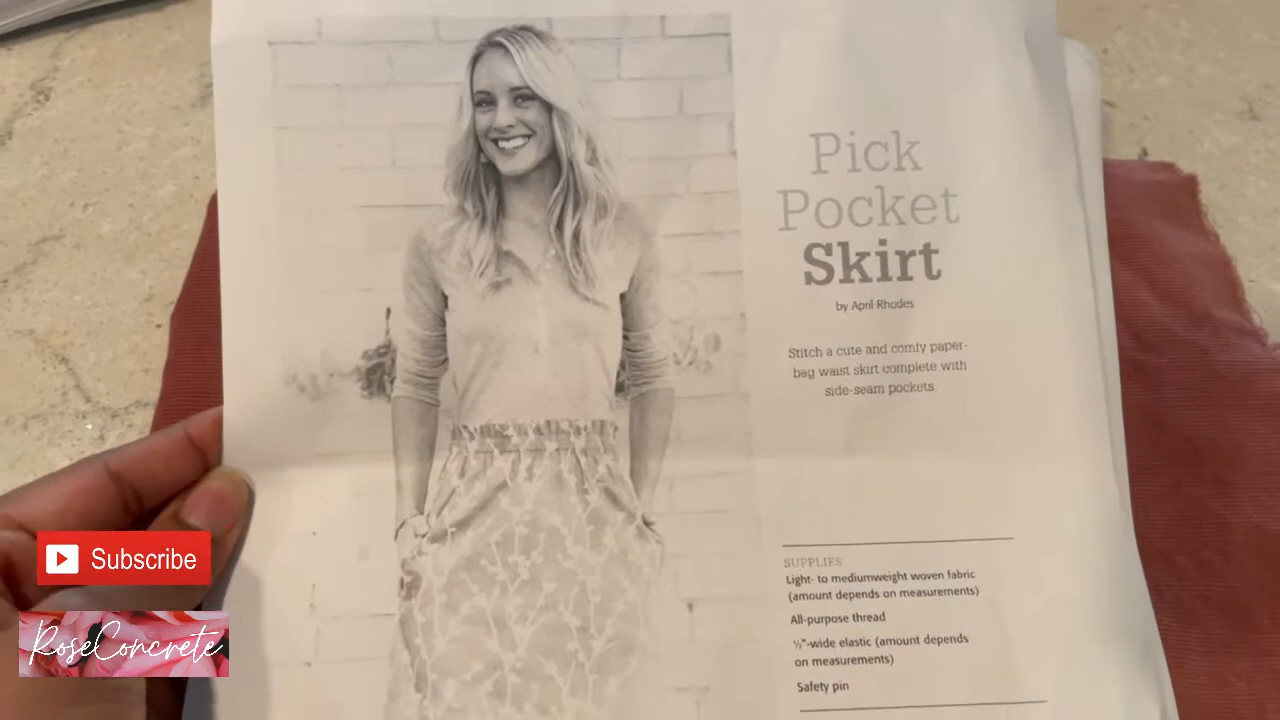 Pick
Pocket
Skirt
by April Rhodes
Stitch a cute and comfy paper-
bag waist skirt complete with
side-seam pockets.
SUPPLIES
Light- to mediumweight woven fabric
(amount depends on measurements)
All-purpose thread
½"-wide elastic (amount depends
on measurements)
Safety pin
Subscribe
RoseConcrete